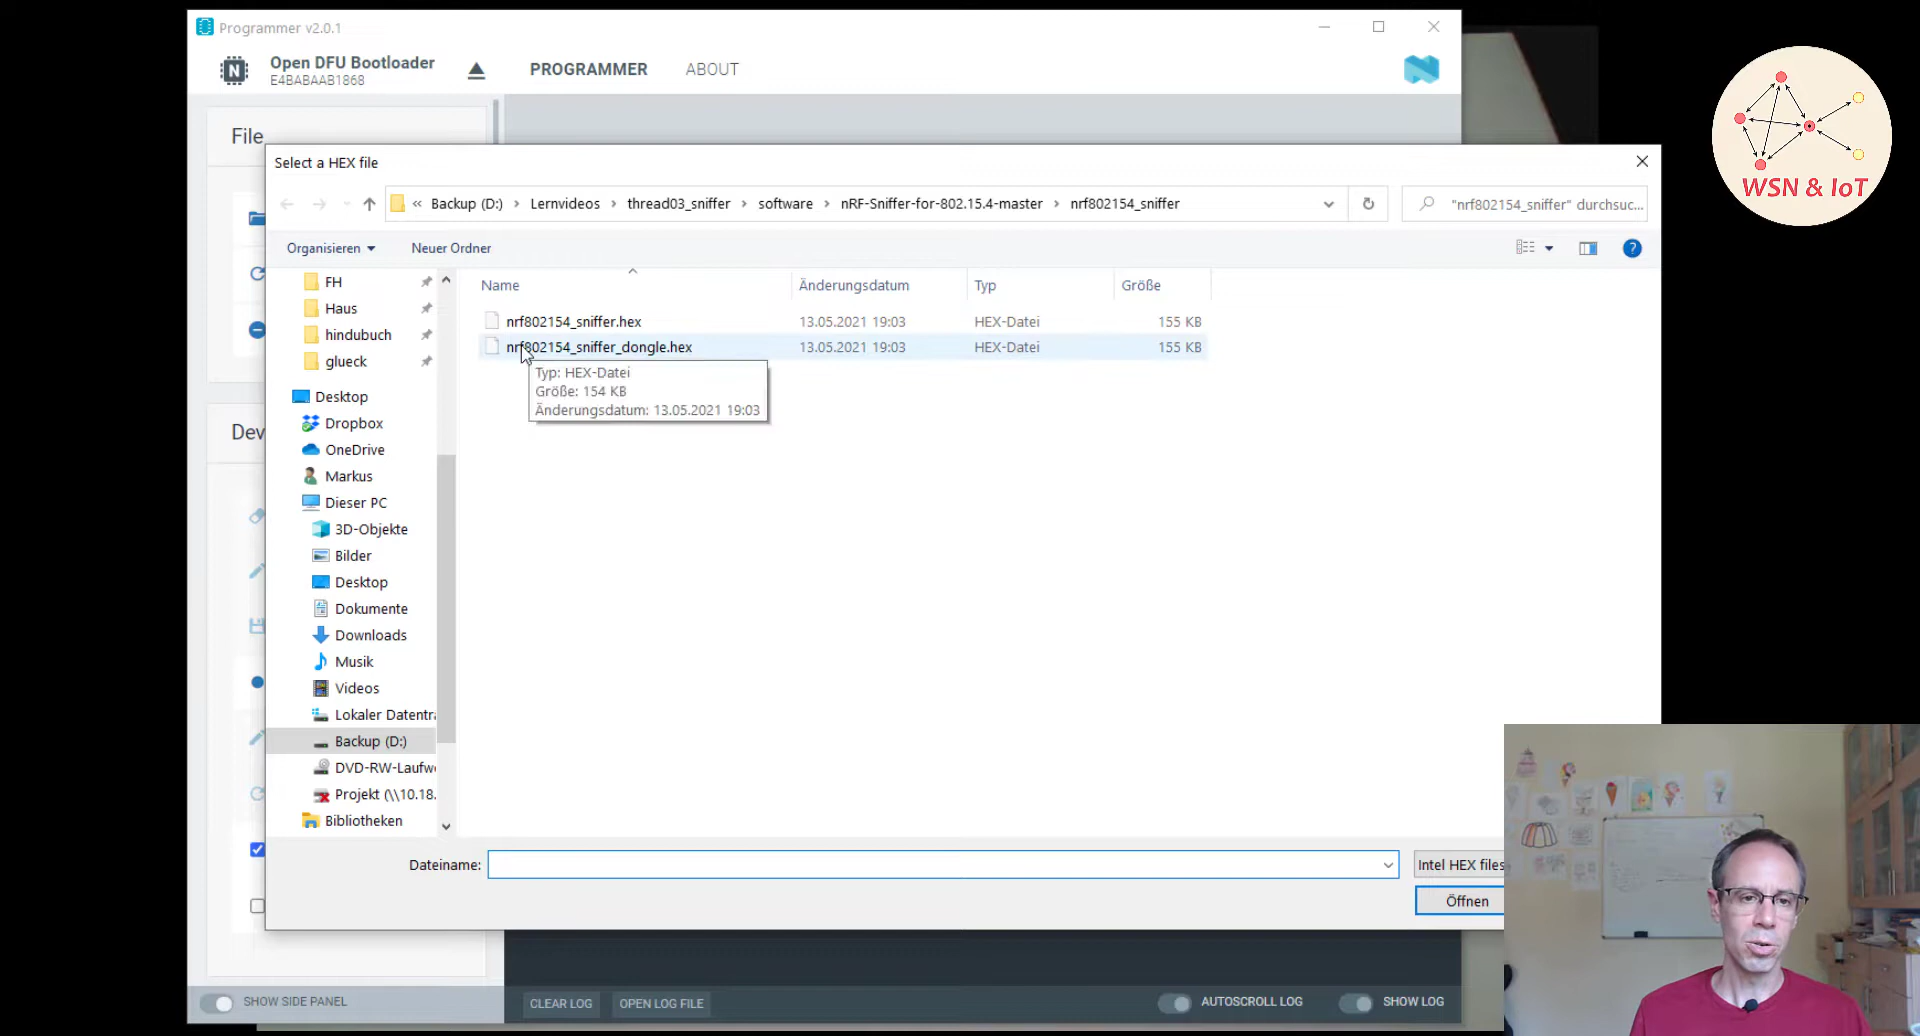 Programmer v2.0.1
Open DFU Bootloader
E4BABAAB1868
PROGRAMMER
ABOUT
WSN & IoT
File
Select a HEX file
« Backup (D:) › Lernvideos › thread03_sniffer › software › nRF-Sniffer-for-802.15.4-master › nrf802154_sniffer
"nrf802154_sniffer" durchsuc...
Organisieren
Neuer Ordner
Name
Änderungsdatum
Typ
Größe
nrf802154_sniffer.hex 13.05.2021 19:03 HEX-Datei 155 KB
nrf802154_sniffer_dongle.hex 13.05.2021 19:03 HEX-Datei 155 KB
Typ: HEX-Datei
Größe: 154 KB
Änderungsdatum: 13.05.2021 19:03
FH
Haus
hindubuch
glueck
Desktop
Dropbox
OneDrive
Markus
Dieser PC
3D-Objekte
Bilder
Desktop
Dokumente
Downloads
Musik
Videos
Lokaler Datentra
Backup (D:)
DVD-RW-Laufwe
Projekt (\\10.18.
Bibliotheken
Dev
Dateiname:
Intel HEX files
Öffnen
SHOW SIDE PANEL
CLEAR LOG
OPEN LOG FILE
AUTOSCROLL LOG
SHOW LOG